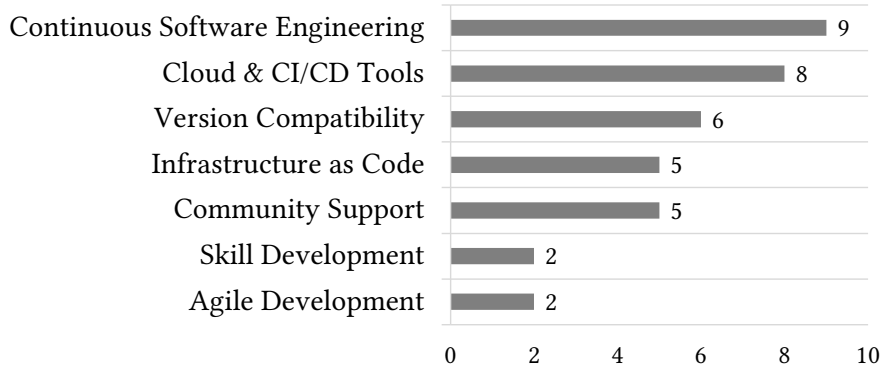 Continuous Software Engineering 9
Cloud & CI/CD Tools 8
Version Compatibility 6
Infrastructure as Code 5
Community Support 5
Skill Development 2
Agile Development 2
0 2 4 6 8 10